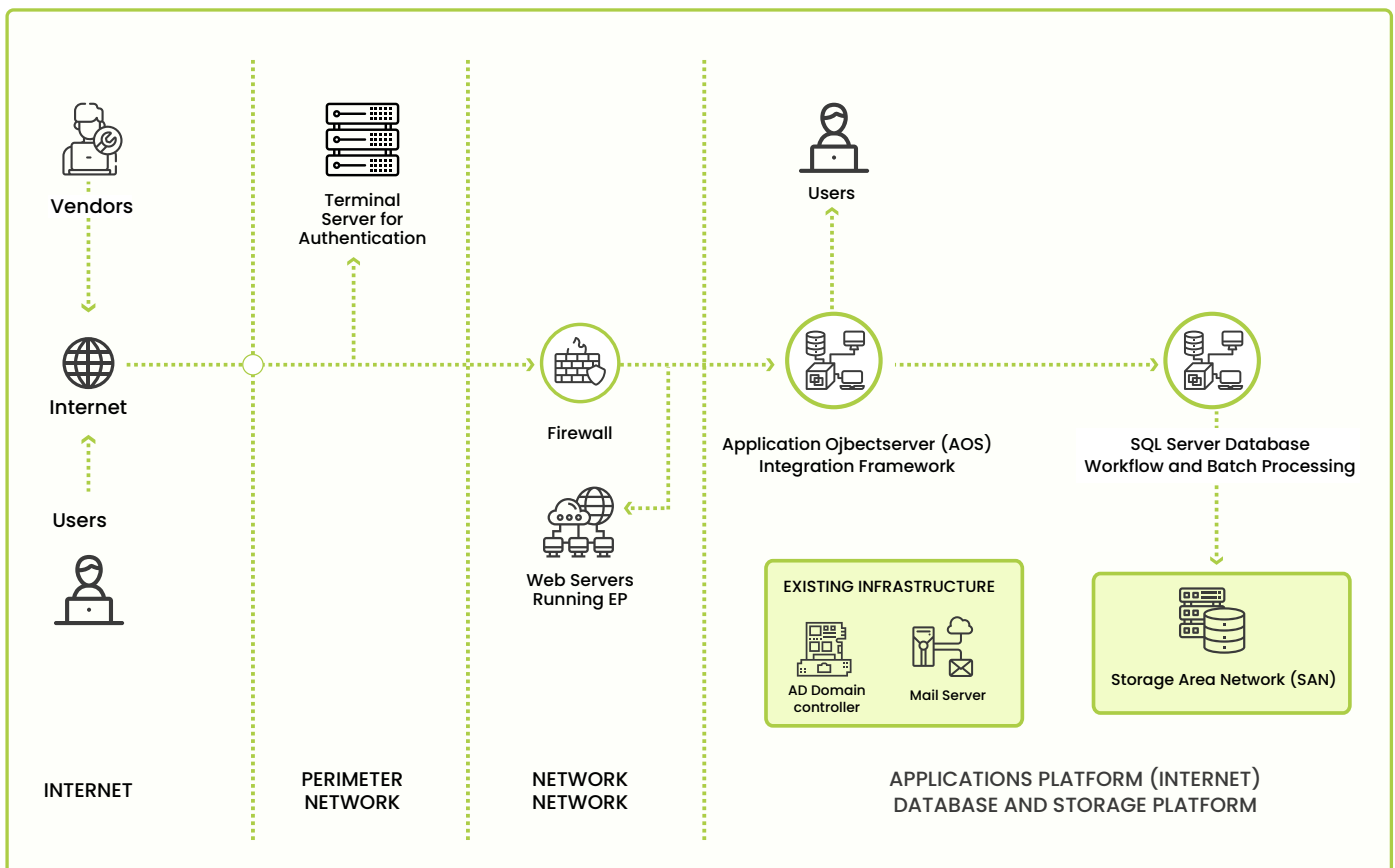 Vendors
Internet
Users
Terminal
Server for
Authentication
Firewall
Web Servers
Running EP
Users
Application Ojbectserver (AOS)
Integration Framework
SQL Server Database
Workflow and Batch Processing
EXISTING INFRASTRUCTURE
AD Domain
controller
Mail Server
Storage Area Network (SAN)
INTERNET
PERIMETER
NETWORK
NETWORK
NETWORK
APPLICATIONS PLATFORM (INTERNET)
DATABASE AND STORAGE PLATFORM